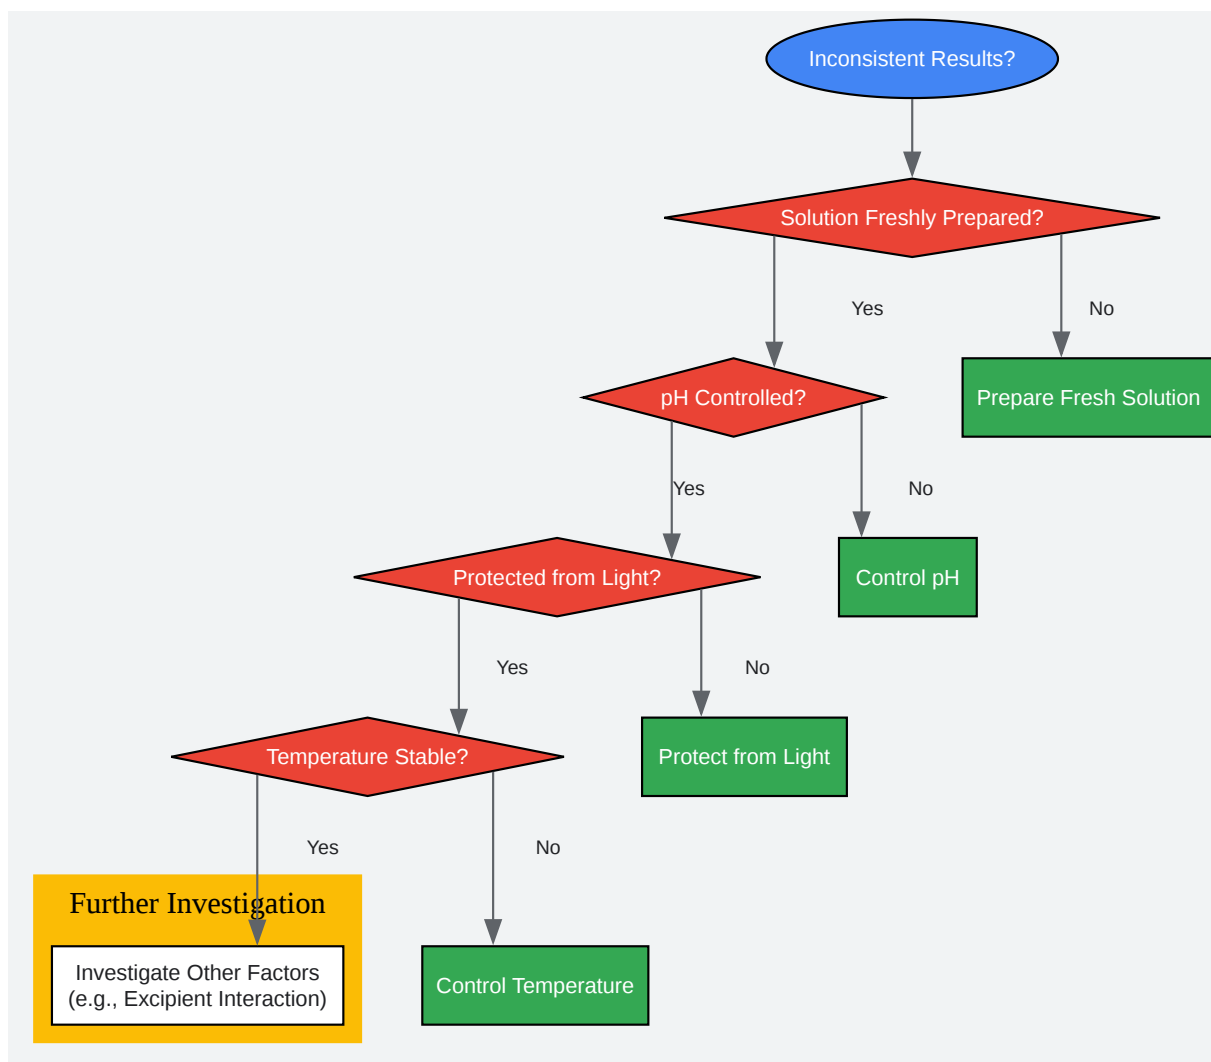 Inconsistent Results?
Solution Freshly Prepared?
Yes
No
pH Controlled?
Prepare Fresh Solution
Yes
No
Protected from Light?
Control pH
Yes
No
Temperature Stable?
Protect from Light
Yes
No
Further Investigation
Investigate Other Factors
(e.g., Excipient Interaction)
Control Temperature